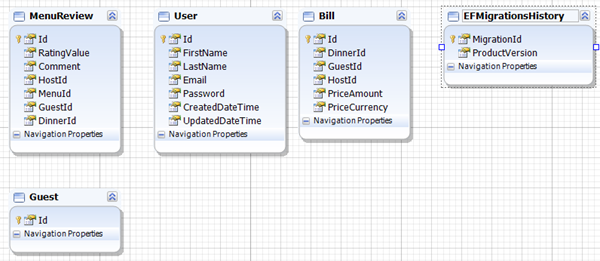 MenuReview
Id
RatingValue
Comment
HostId
MenuId
GuestId
DinnerId
Navigation Properties
User
Id
FirstName
LastName
Email
Password
CreatedDateTime
UpdatedDateTime
Navigation Properties
Bill
Id
DinnerId
GuestId
HostId
PriceAmount
PriceCurrency
Navigation Properties
EFMigrationsHistory
MigrationId
ProductVersion
Navigation Properties
Guest
Id
Navigation Properties